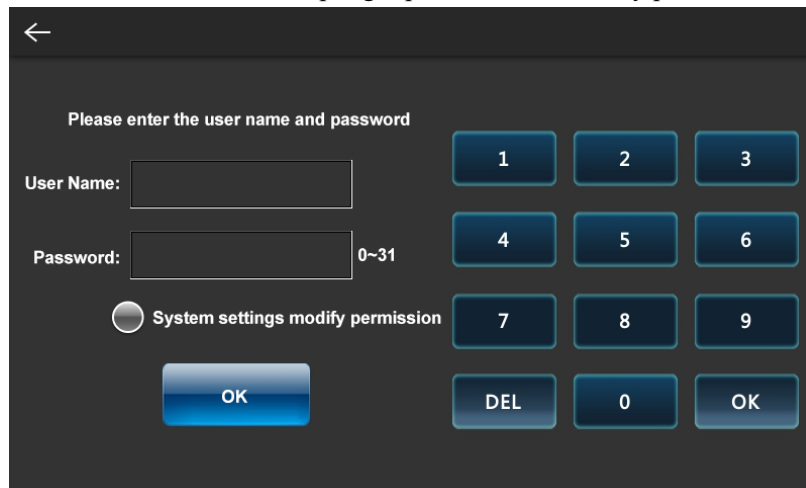 Please enter the user name and password
User Name:
Password:
0~31
System settings modify permission
OK
1 2 3
4 5 6
7 8 9
DEL 0 OK